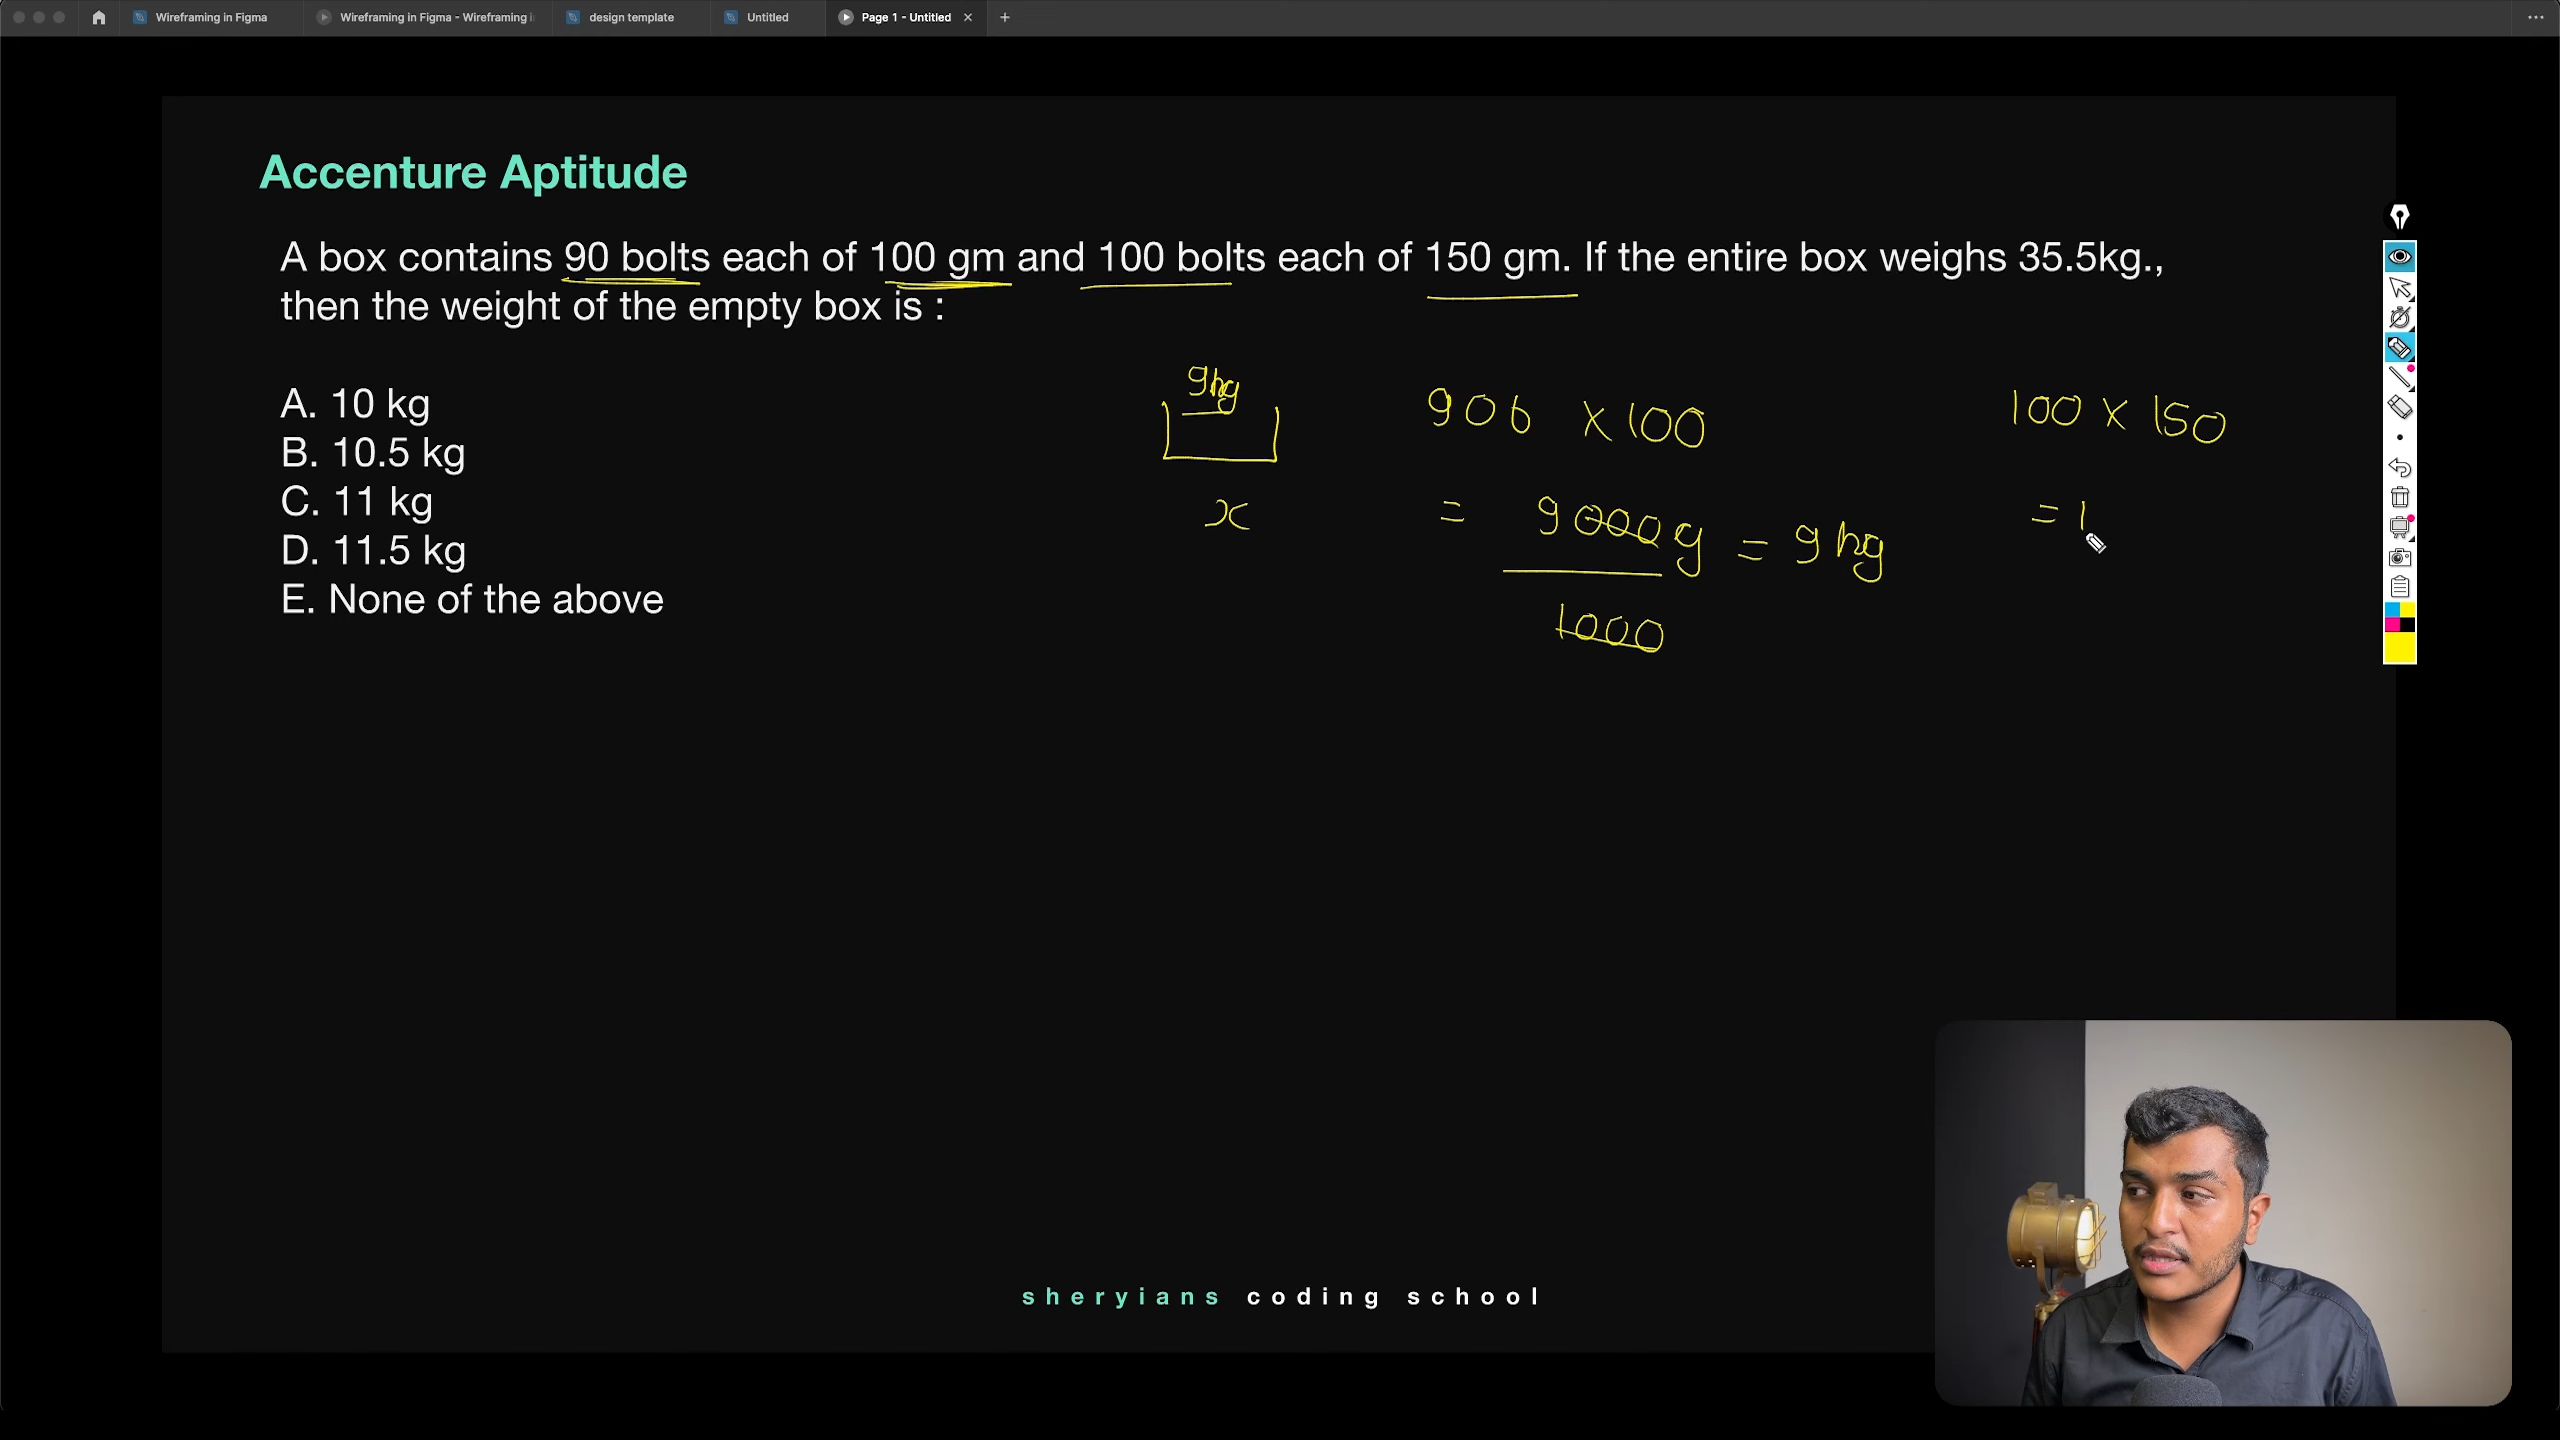 Wireframing in Figma
Wireframing in Figma - Wireframing i
design template
Untitled
Page 1 - Untitled
Accenture Aptitude
A box contains 90 bolts each of 100 gm and 100 bolts each of 150 gm. If the entire box weighs 35.5kg.,
then the weight of the empty box is :
A. 10 kg
B. 10.5 kg
C. 11 kg
D. 11.5 kg
E. None of the above
9kg
x
90b × 100
= 9000g = 9kg
1000
100 × 150
= 1
sheryians coding school